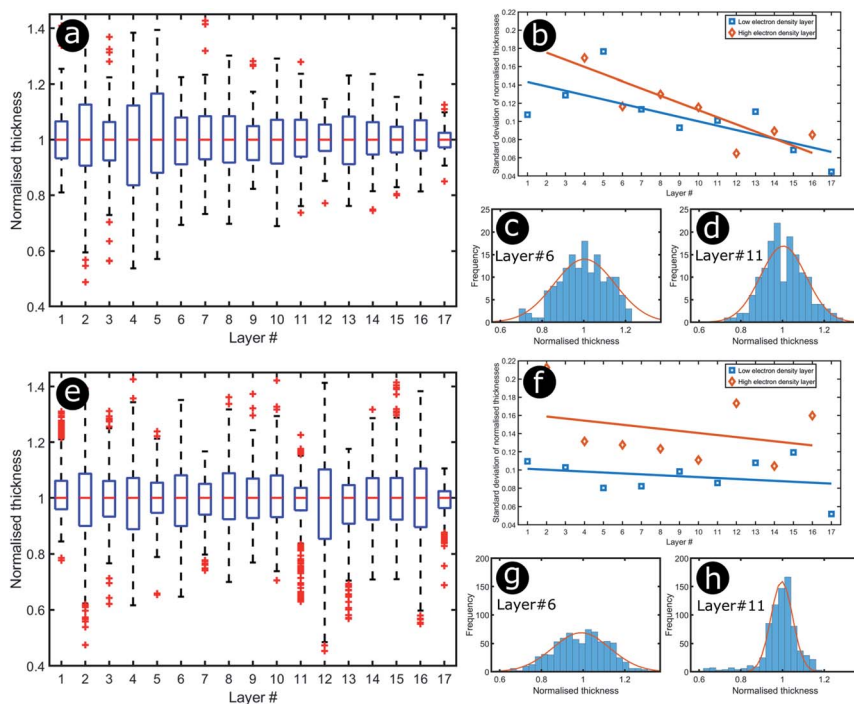 a
Normalised thickness
1.4
1.2
1
0.8
0.6
0.4
1 2 3 4 5 6 7 8 9 10 11 12 13 14 15 16 17
Layer #
b
Standard deviation of normalised thicknesses
Low electron density layer
High electron density layer
0.22
0.2
0.18
0.16
0.14
0.12
0.1
0.08
0.06
0.04
1 2 3 4 5 6 7 8 9 10 11 12 13 14 15 16 17
Layer #
c
Layer#6
Frequency
25
20
15
10
5
0
0.6 0.8 1 1.2
Normalised thickness
d
Layer#11
Frequency
25
20
15
10
5
0
0.6 0.8 1 1.2
Normalised thickness
e
Normalised thickness
1.4
1.2
1
0.8
0.6
0.4
1 2 3 4 5 6 7 8 9 10 11 12 13 14 15 16 17
Layer #
f
Standard deviation of normalised thicknesses
Low electron density layer
High electron density layer
0.22
0.2
0.18
0.16
0.14
0.12
0.1
0.08
0.06
0.04
1 2 3 4 5 6 7 8 9 10 11 12 13 14 15 16 17
Layer #
g
Layer#6
Frequency
200
150
100
50
0
0.6 0.8 1 1.2
Normalised thickness
h
Layer#11
Frequency
200
150
100
50
0
0.6 0.8 1 1.2
Normalised thickness